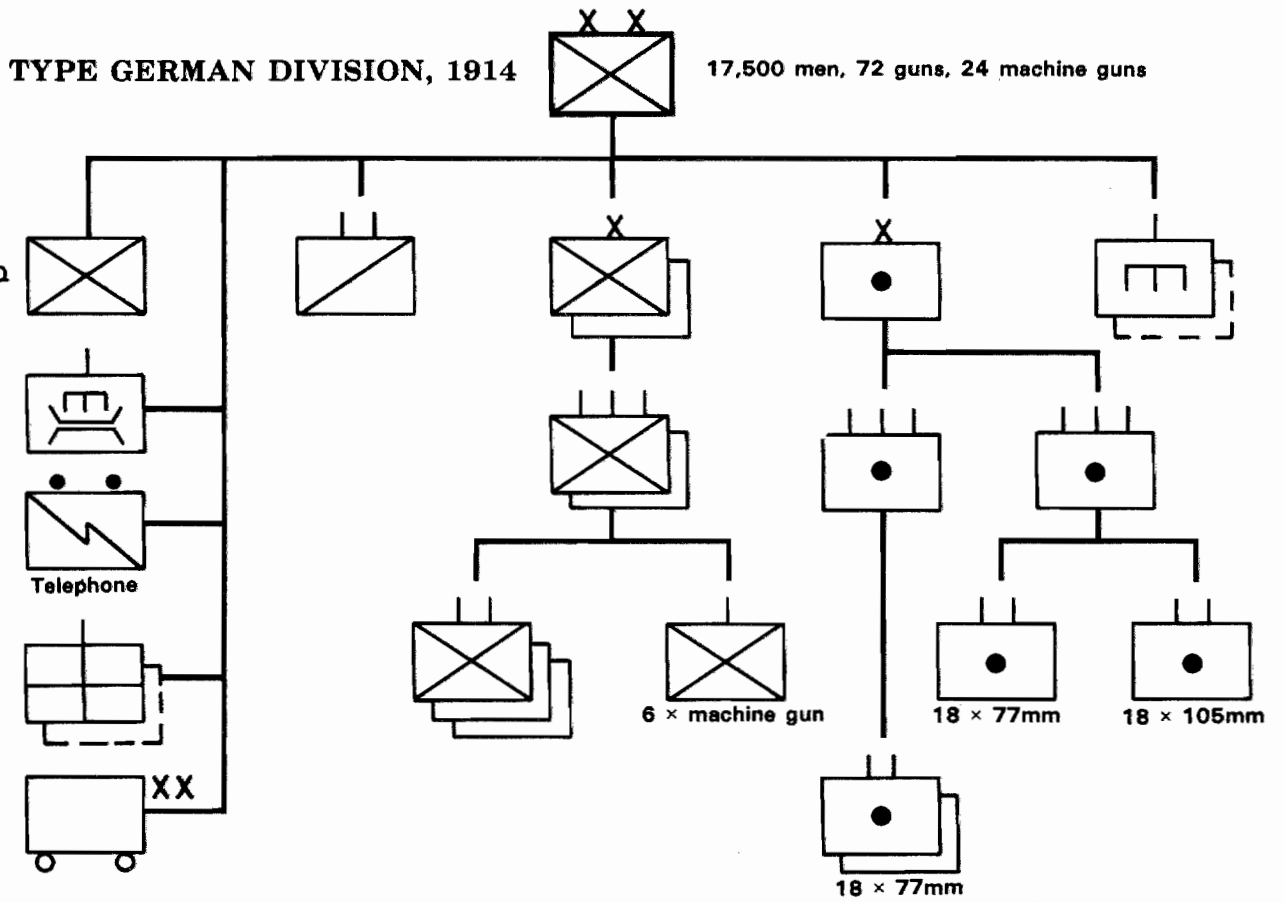 TYPE GERMAN DIVISION, 1914
17,500 men, 72 guns, 24 machine guns
X X
X
X
Telephone
6 × machine gun
18 × 77mm
18 × 105mm
XX
18 × 77mm